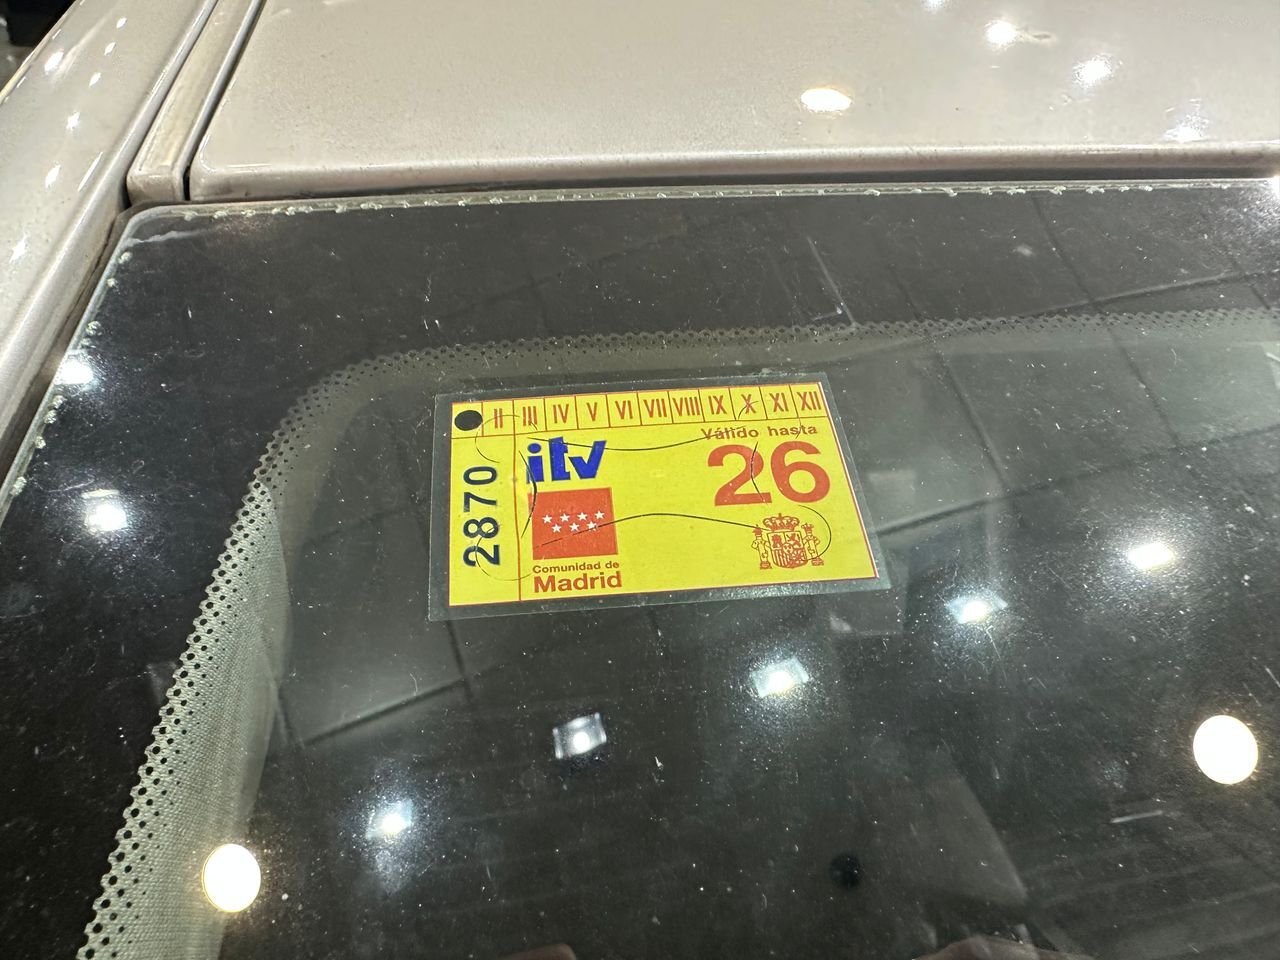 II III IV V VI VII VIII IX X XI XII
Válido hasta
itv
26
2870
Comunidad de
Madrid